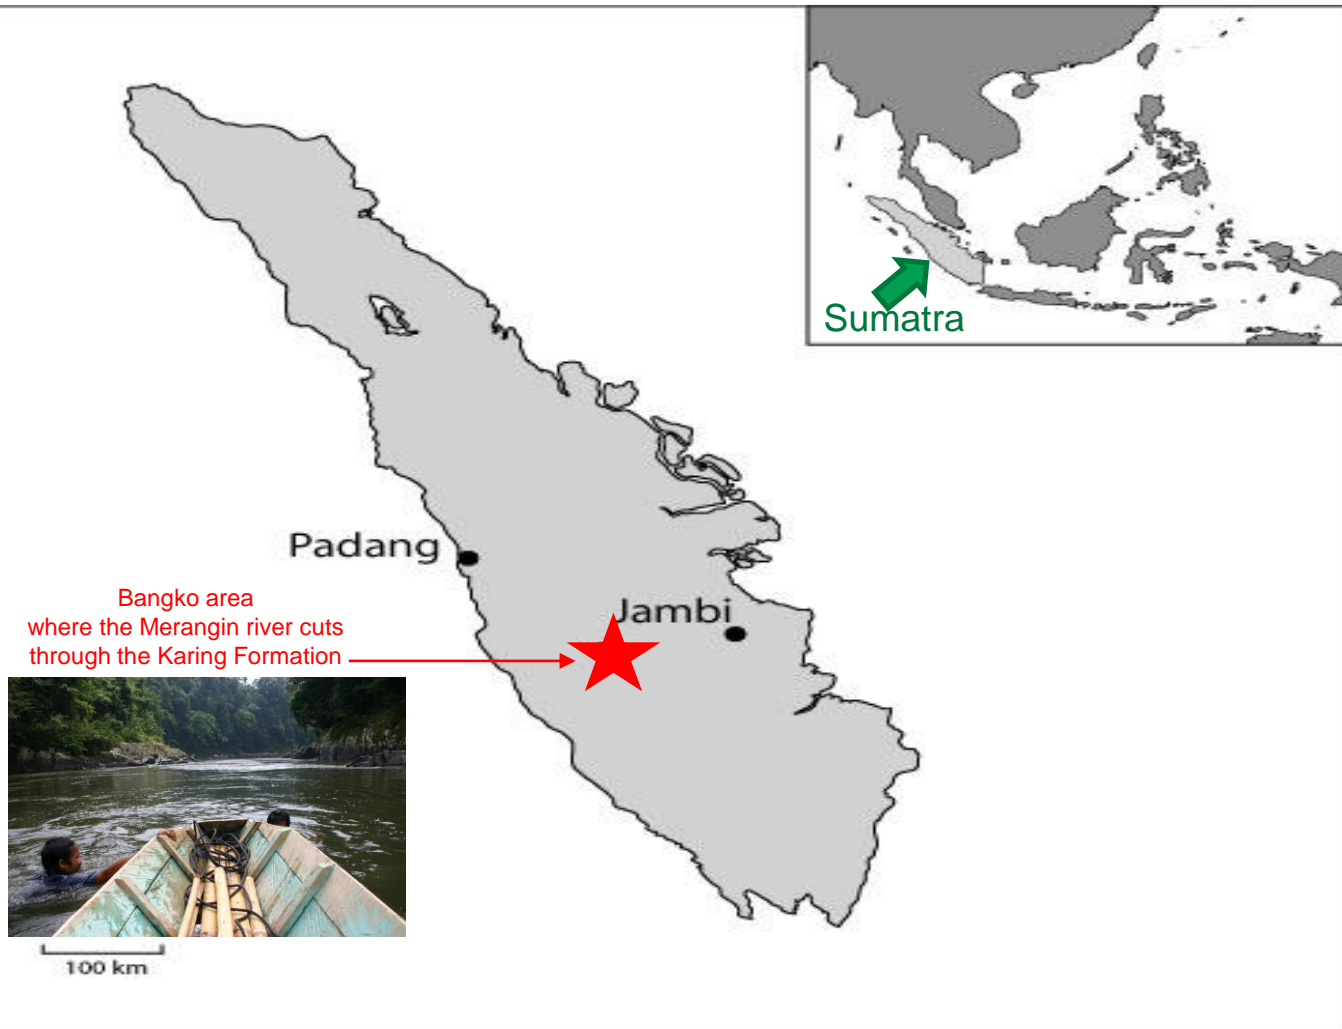 Sumatra
Padang
Jambi
Bangko area
where the Merangin river cuts
through the Karing Formation
100 km